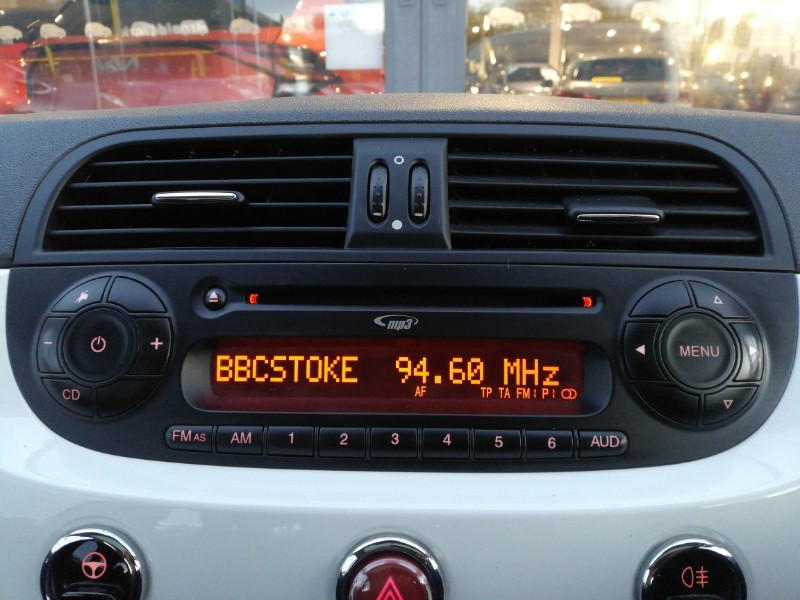 mp3
BBCSTOKE 94.60 MHz
AF TP TA FM1 P1
MENU
CD
FM AS AM 1 2 3 4 5 6 AUD